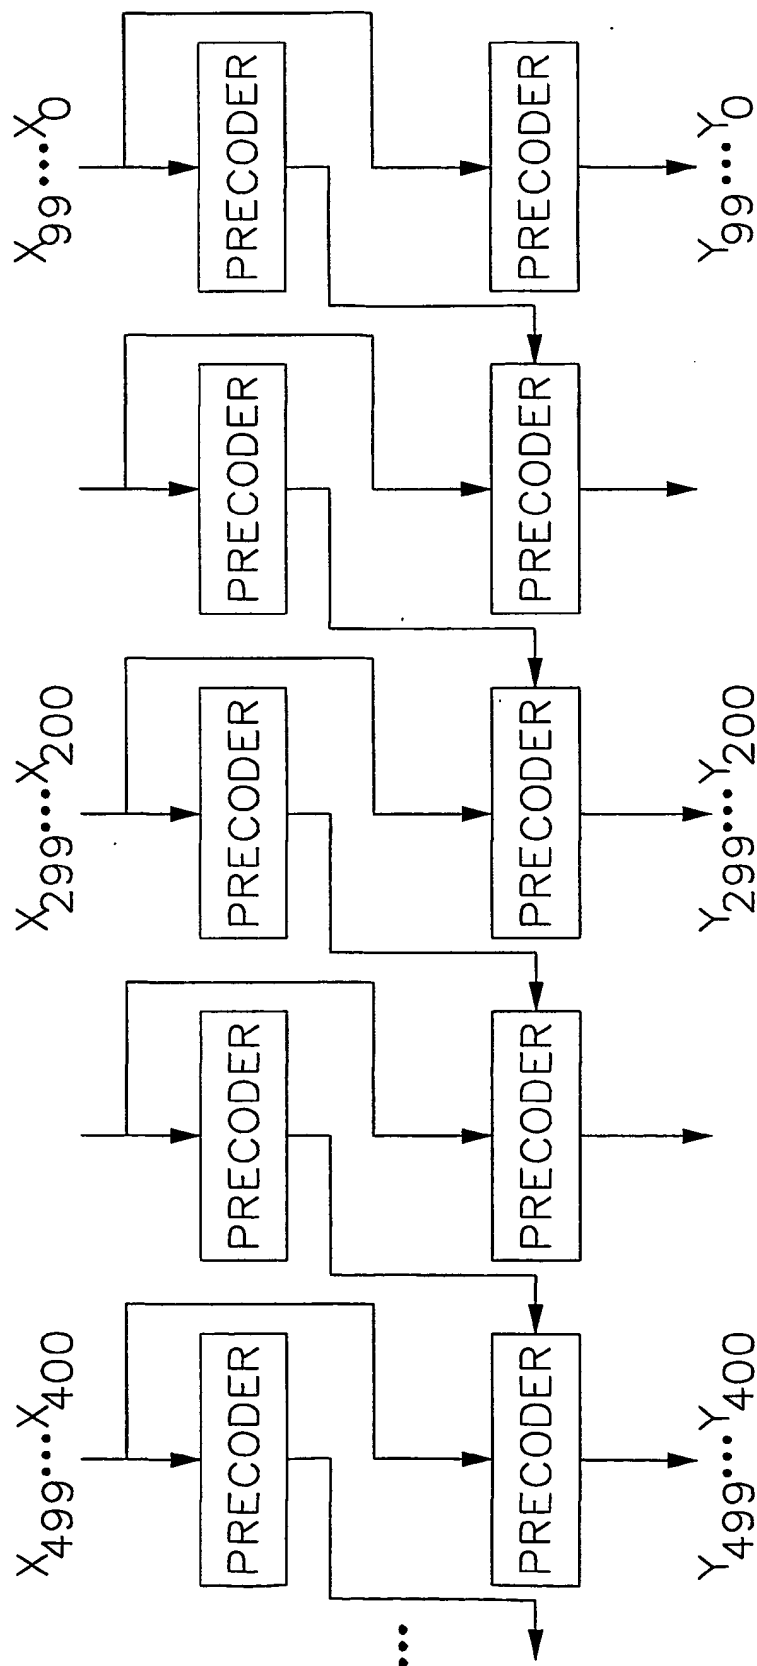 X499....X400
X299....X200
X99....X0
PRECODER
PRECODER
PRECODER
PRECODER
PRECODER
...
PRECODER
PRECODER
PRECODER
PRECODER
PRECODER
Y499....Y400
Y299....Y200
Y99....Y0